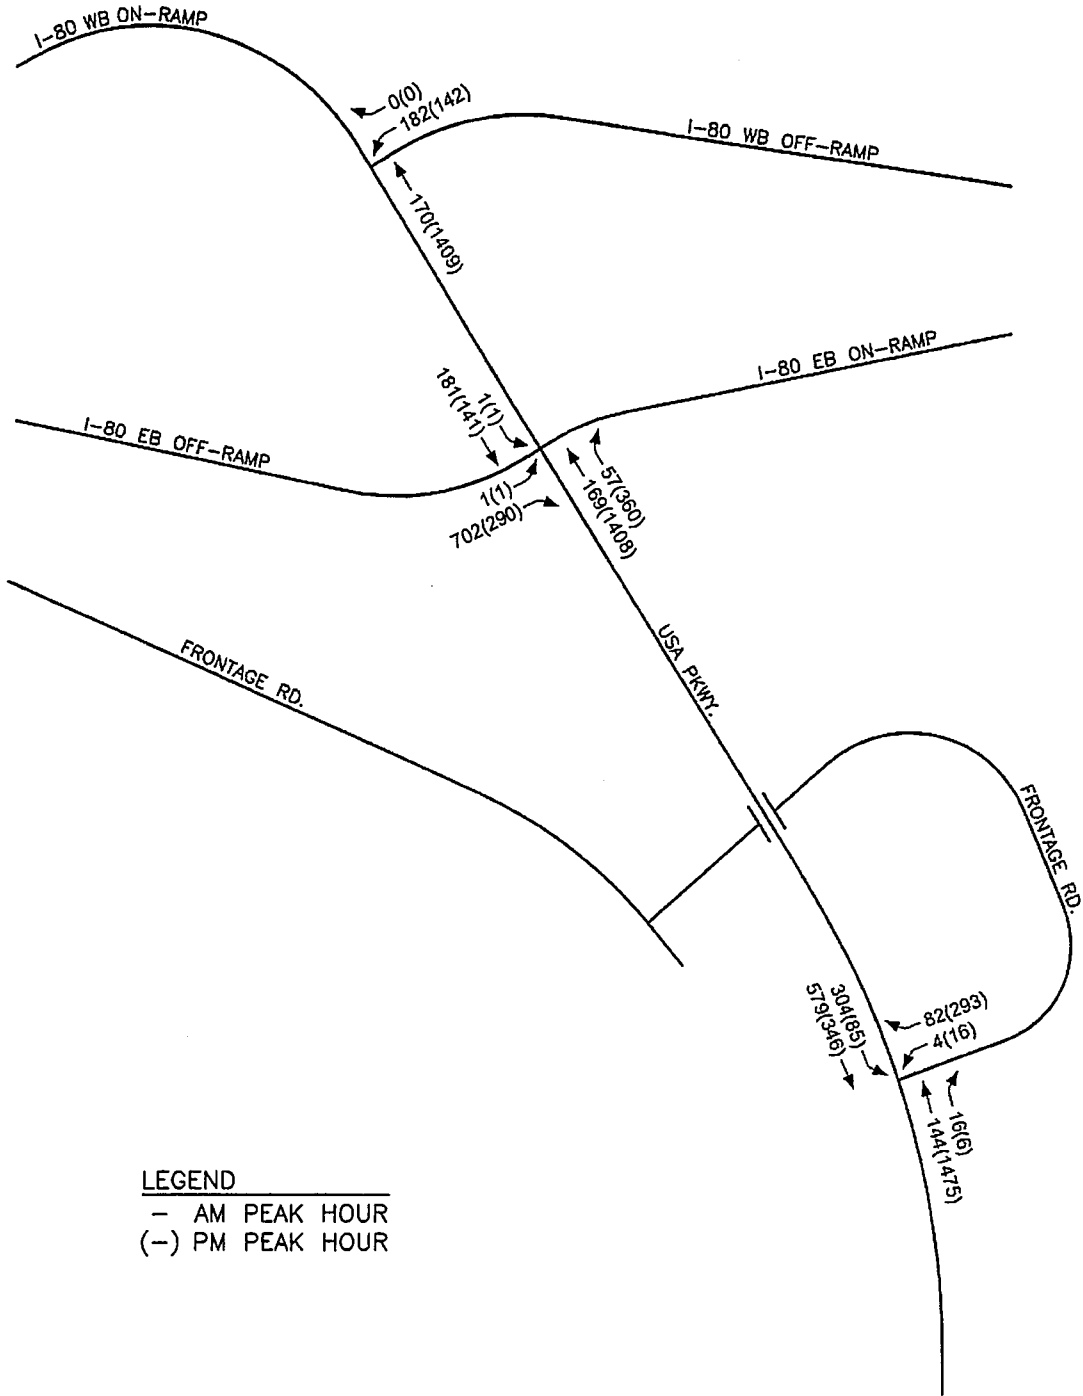 I-80 WB ON-RAMP
0(0)
182(142)
I-80 WB OFF-RAMP
170(1409)
I-80 EB ON-RAMP
1(1)
181(141)
I-80 EB OFF-RAMP
1(1)
702(290)
57(360)
169(1408)
USA PKWY.
FRONTAGE RD.
FRONTAGE RD.
304(85)
579(346)
82(293)
4(16)
16(6)
144(1475)
LEGEND
- AM PEAK HOUR
(-) PM PEAK HOUR